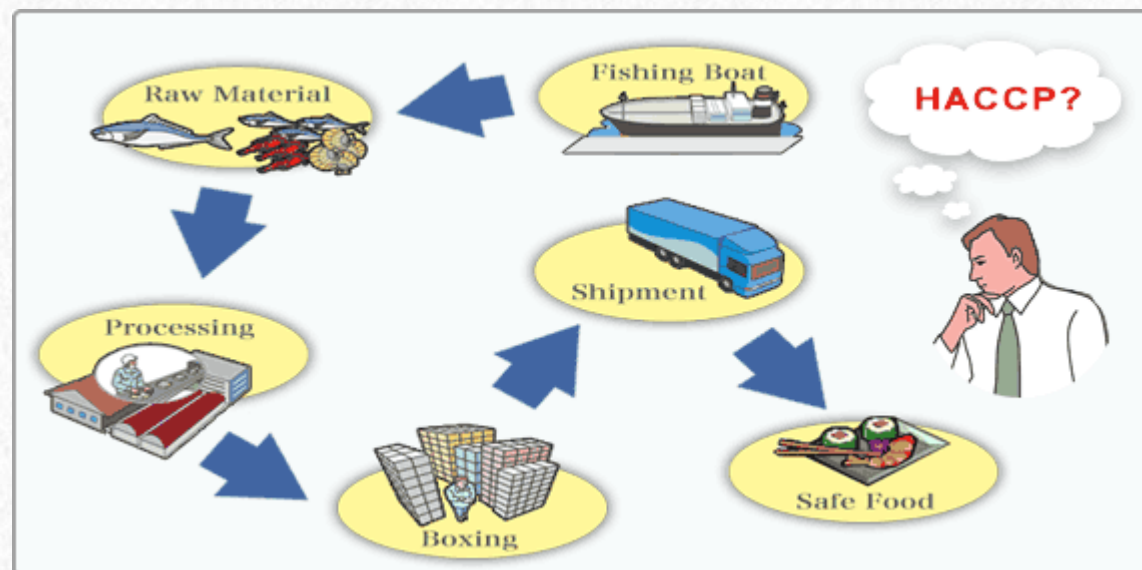 Fishing Boat
Raw Material
HACCP?
Processing
Shipment
Boxing
Safe Food